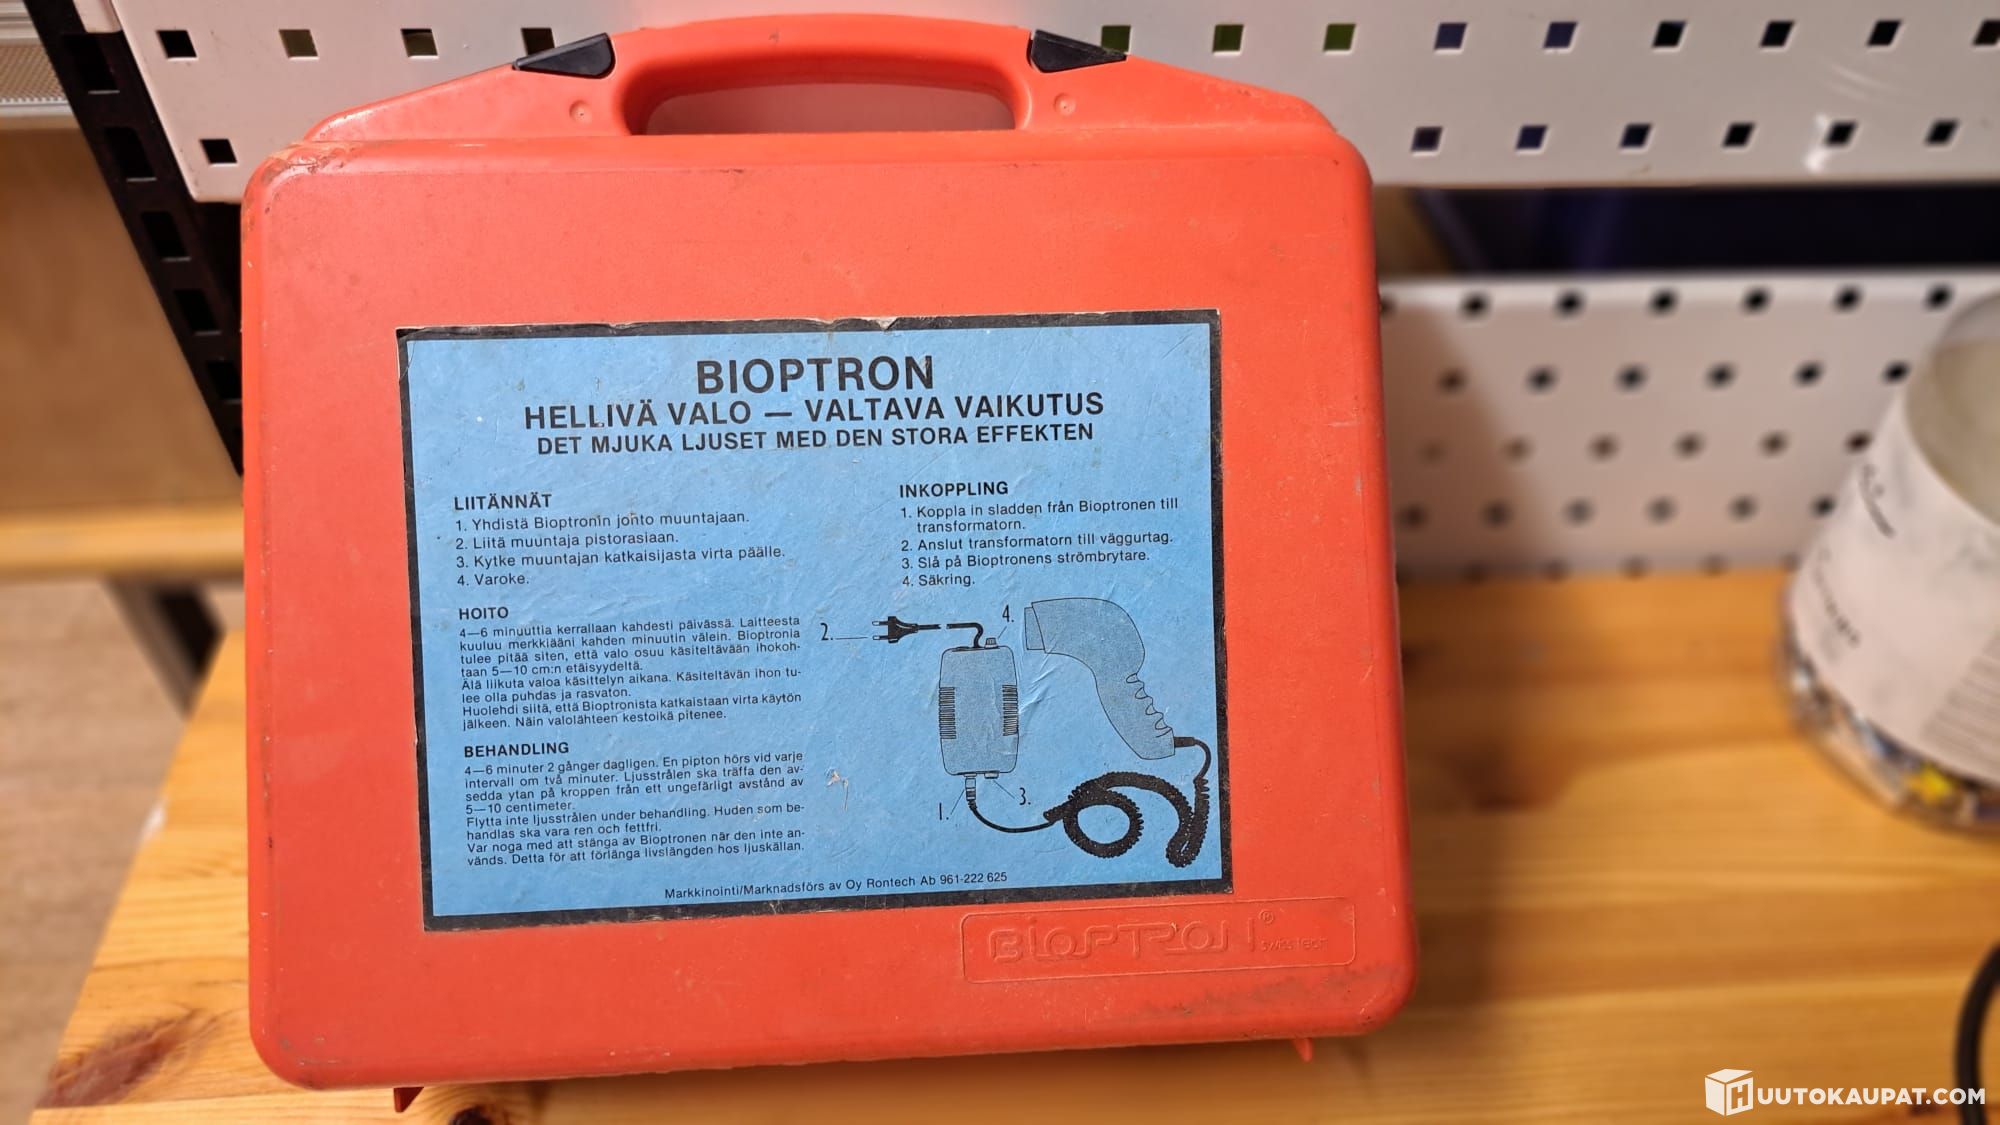 BIOPTRON
HELLIVÄ VALO — VALTAVA VAIKUTUS
DET MJUKA LJUSET MED DEN STORA EFFEKTEN
LIITÄNNÄT
1. Yhdistä Bioptronin johto muuntajaan.
2. Liitä muuntaja pistorasiaan.
3. Kytke muuntajan katkaisijasta virta päälle.
4. Varoke.
HOITO
4—6 minuuttia kerrallaan kahdesti päivässä. Laitteesta
kuuluu merkkiääni kahden minuutin välein. Bioptronia
tulee pitää siten, että valo osuu käsiteltävään ihokoh-
taan 5—10 cm:n etäisyydeltä.
Älä liikuta valoa käsittelyn aikana. Käsiteltävän ihon tu-
lee olla puhdas ja rasvaton.
Huolehdi siitä, että Bioptronista katkaistaan virta käytön
jälkeen. Näin valolähteen kestoikä pitenee.
BEHANDLING
4—6 minuter 2 gånger dagligen. En pipton hörs vid varje
intervall om två minuter. Ljusstrålen ska träffa den av-
sedda ytan på kroppen från ett ungefärligt avstånd av
5—10 centimeter.
Flytta inte ljusstrålen under behandling. Huden som be-
handlas ska vara ren och fettfri.
Var noga med att stänga av Bioptronen när den inte an-
vänds. Detta för att förlänga livslängden hos ljuskällan.
INKOPPLING
1. Koppla in sladden från Bioptronen till
transformatorn.
2. Anslut transformatorn till väggurtag.
3. Slå på Bioptronens strömbrytare.
4. Säkring.
2.
4.
1.
3.
Markkinointi/Marknadsförs av Oy Rontech Ab 961-222 625
BIOPTRON® Swiss Tech
HUUTOKAUPAT.COM